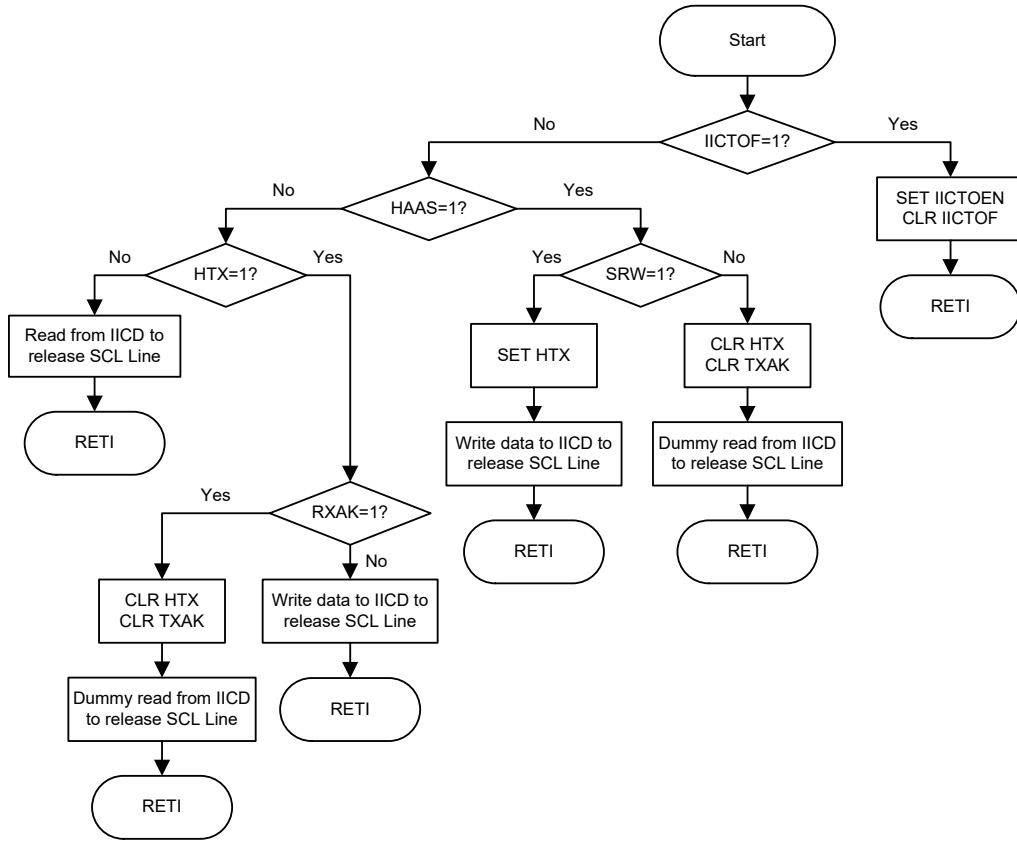 Start
No
IICTOF=1?
Yes
No
HAAS=1?
Yes
SET IICTOEN
CLR IICTOF
No
HTX=1?
Yes
Yes
SRW=1?
No
RETI
Read from IICD to
release SCL Line
SET HTX
CLR HTX
CLR TXAK
RETI
Write data to IICD to
release SCL Line
Dummy read from IICD
to release SCL Line
Yes
RXAK=1?
No
RETI
RETI
CLR HTX
CLR TXAK
Write data to IICD to
release SCL Line
Dummy read from IICD
to release SCL Line
RETI
RETI